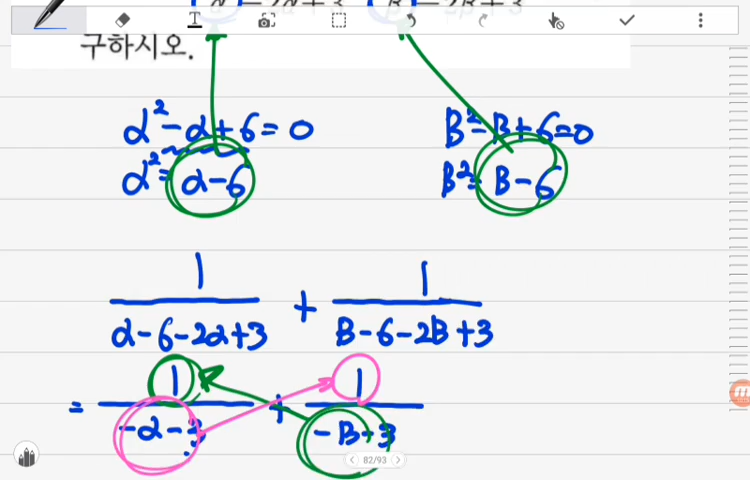 구하시오.
α²-α+6=0
β²-β+6=0
α²=α-6
β²=β-6
1/(α-6-2α+3) + 1/(β-6-2β+3)
= 1/(-α-3) + 1/(-β-3)
82/93